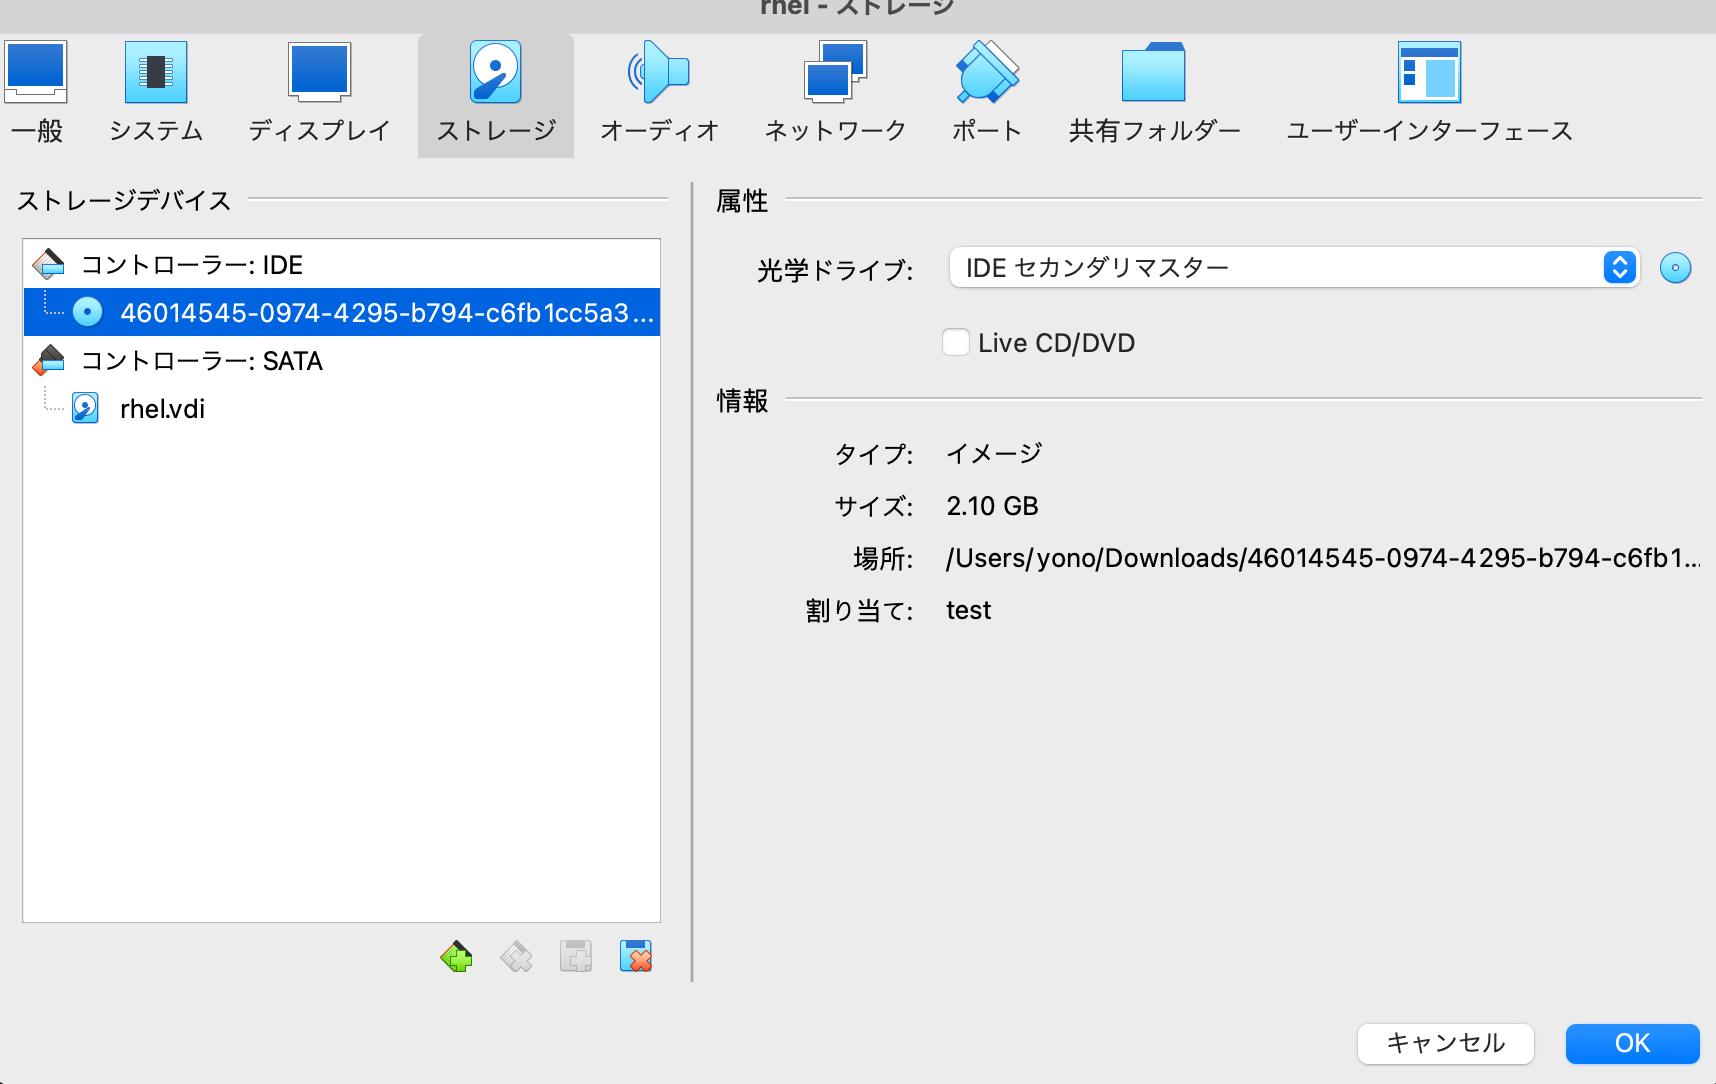 rhel - ストレージ
一般
システム
ディスプレイ
ストレージ
オーディオ
ネットワーク
ポート
共有フォルダー
ユーザーインターフェース
ストレージデバイス
コントローラー: IDE
46014545-0974-4295-b794-c6fb1cc5a3...
コントローラー: SATA
rhel.vdi
属性
光学ドライブ: IDE セカンダリマスター
Live CD/DVD
情報
タイプ: イメージ
サイズ: 2.10 GB
場所: /Users/yono/Downloads/46014545-0974-4295-b794-c6fb1...
割り当て: test
キャンセル
OK